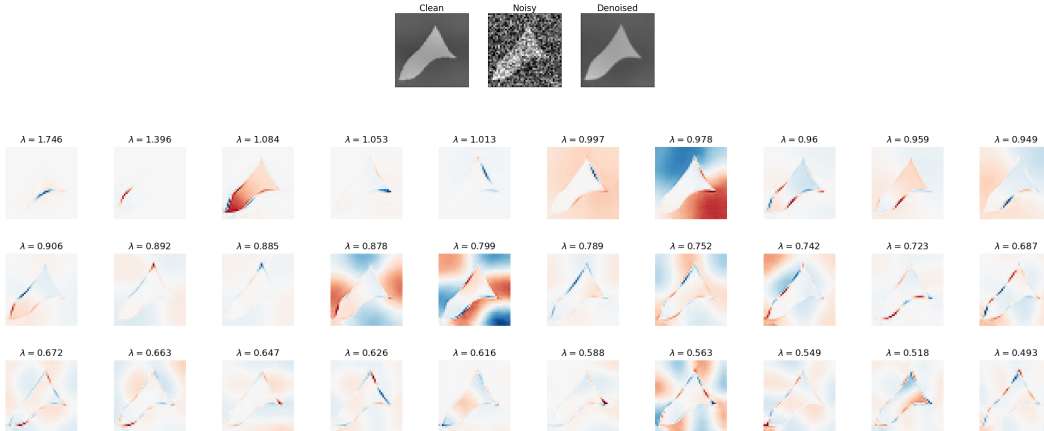 Clean Noisy Denoised
λ = 1.746 λ = 1.396 λ = 1.084 λ = 1.053 λ = 1.013 λ = 0.997 λ = 0.978 λ = 0.96 λ = 0.959 λ = 0.949
λ = 0.906 λ = 0.892 λ = 0.885 λ = 0.878 λ = 0.799 λ = 0.789 λ = 0.752 λ = 0.742 λ = 0.723 λ = 0.687
λ = 0.672 λ = 0.663 λ = 0.647 λ = 0.626 λ = 0.616 λ = 0.588 λ = 0.563 λ = 0.549 λ = 0.518 λ = 0.493